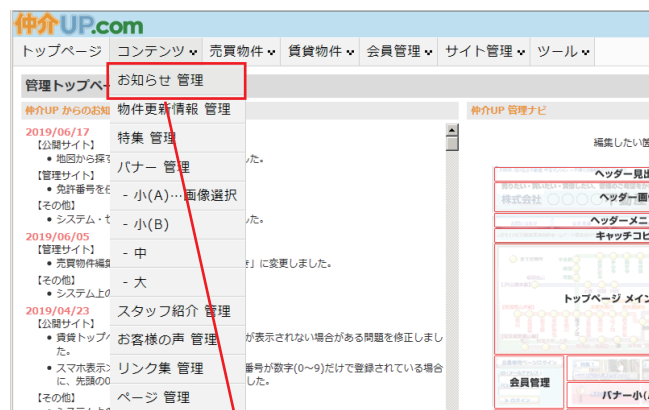 仲介UP.com
トップページ コンテンツ 売買物件 賃貸物件 会員管理 サイト管理 ツール
管理トップペー
お知らせ 管理
物件更新情報 管理
特集 管理
バナー 管理
- 小(A)…画像選択
- 小(B)
- 中
- 大
スタッフ紹介 管理
お客様の声 管理
リンク集 管理
ページ 管理
仲介UP からのお知
2019/06/17
【公開サイト】
• 地図から探す した。
【管理サイト】
• 免許番号を
【その他】
• システム・セ した。
2019/06/05
【管理サイト】
• 売買物件編集 」に変更しました。
【その他】
• システム上の
2019/04/23
【公開サイト】
• 賃貸トップペ が表示されない場合がある問題を修正しまし
た。
• スマホ表示 番号が数字(0～9)だけで登録されている場合
に、先頭の0 した。
【その他】
仲介UP 管理ナビ
編集したい箇
ヘッダー見出
株式会社
ヘッダー画
ヘッダーメニ
キャッチコピ
トップページ メイン
会員管理
バナー小(